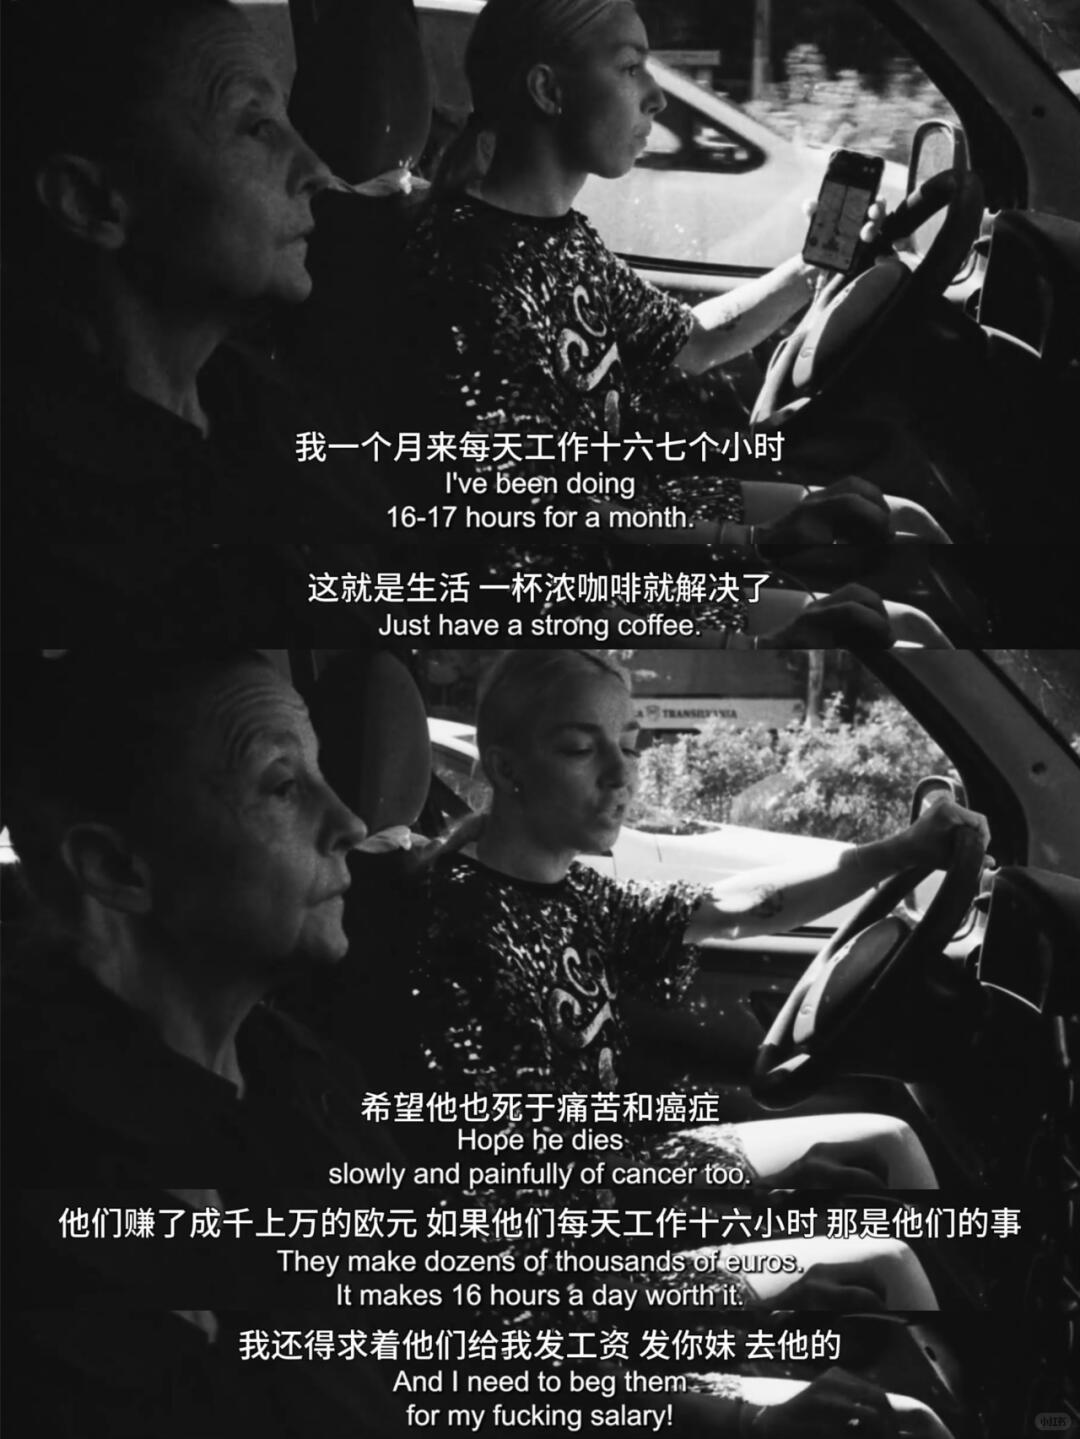 我一个月来每天工作十六七个小时
I've been doing
16-17 hours for a month.
这就是生活 一杯浓咖啡就解决了
Just have a strong coffee.
TRANSILVANIA
希望他也死于痛苦和癌症
Hope he dies
slowly and painfully of cancer too.
他们赚了成千上万的欧元 如果他们每天工作十六小时 那是他们的事
They make dozens of thousands of euros.
It makes 16 hours a day worth it.
我还得求着他们给我发工资 发你妹 去他的
And I need to beg them
for my fucking salary!
小红书